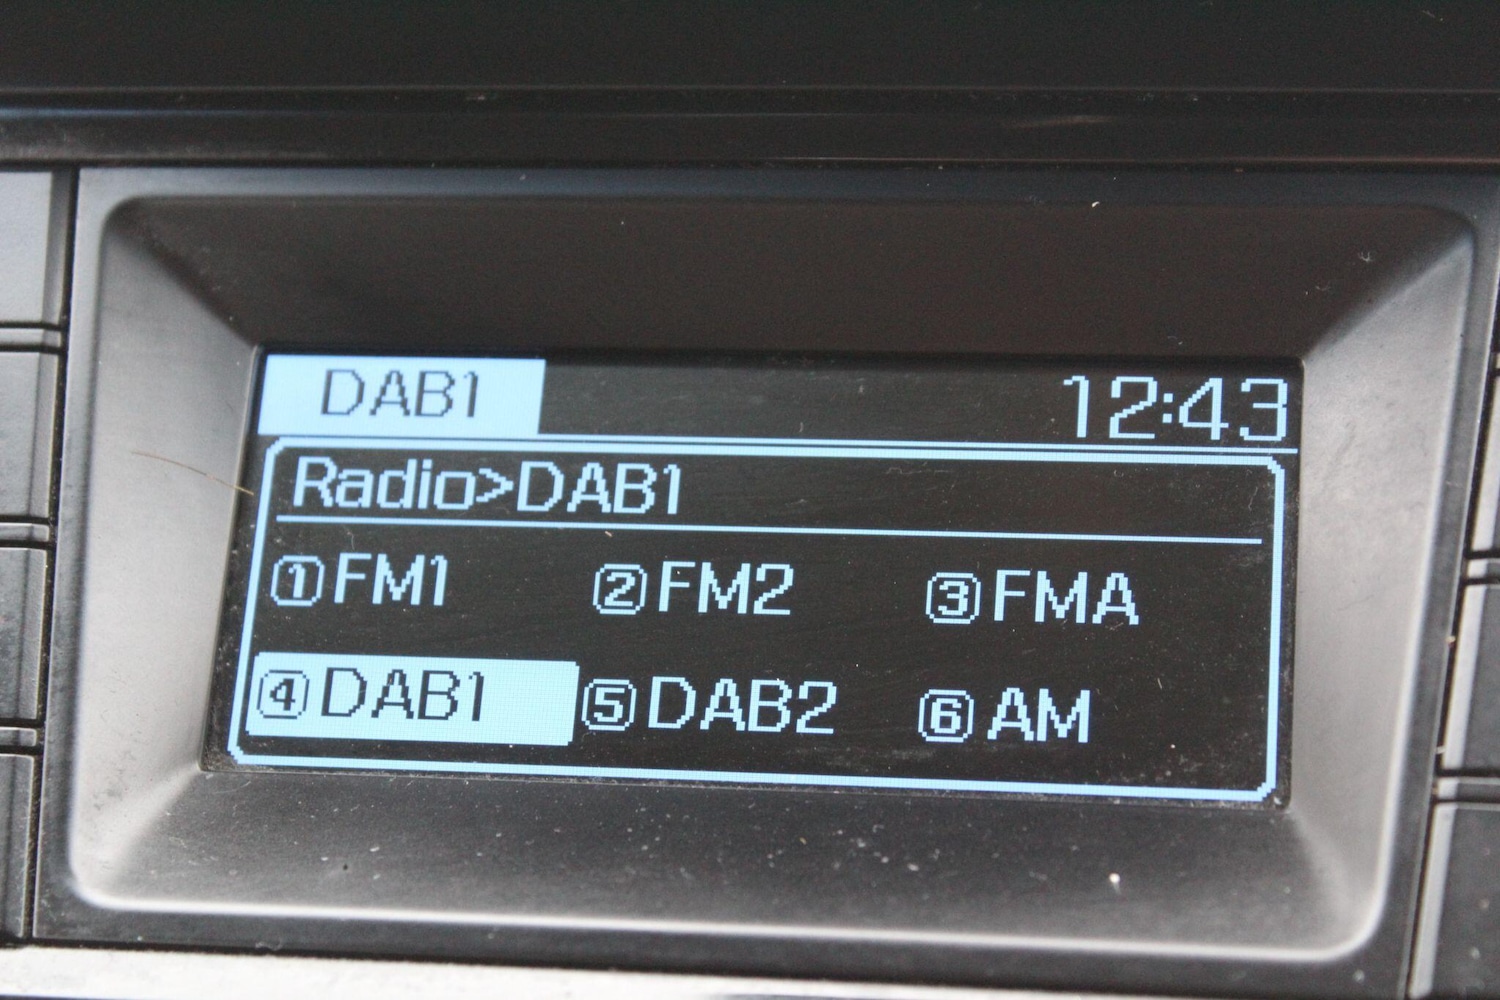 DAB1 12:43
Radio>DAB1
①FM1 ②FM2 ③FMA
④DAB1 ⑤DAB2 ⑥AM